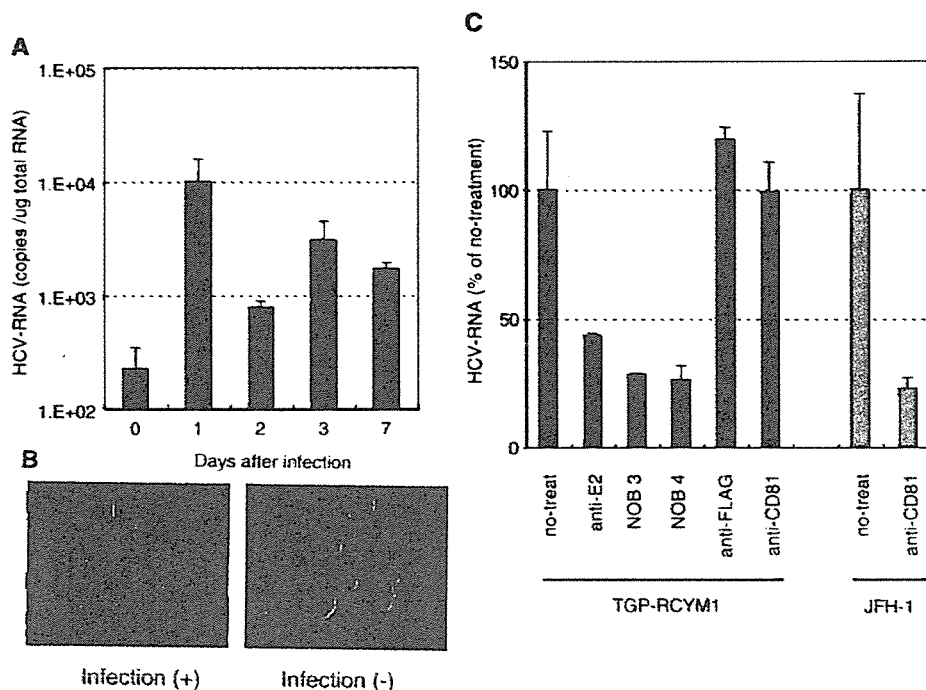 A
HCV-RNA (copies /ug total RNA)
1.E+05
1.E+04
1.E+03
1.E+02
0 1 2 3 7
Days after infection
B
Infection (+) Infection (-)
C
HCV-RNA (% of no-treatment)
150
100
50
0
no-treat
anti-E2
NOB 3
NOB 4
anti-FLAG
anti-CD81
no-treat
anti-CD81
TGP-RCYM1 JFH-1